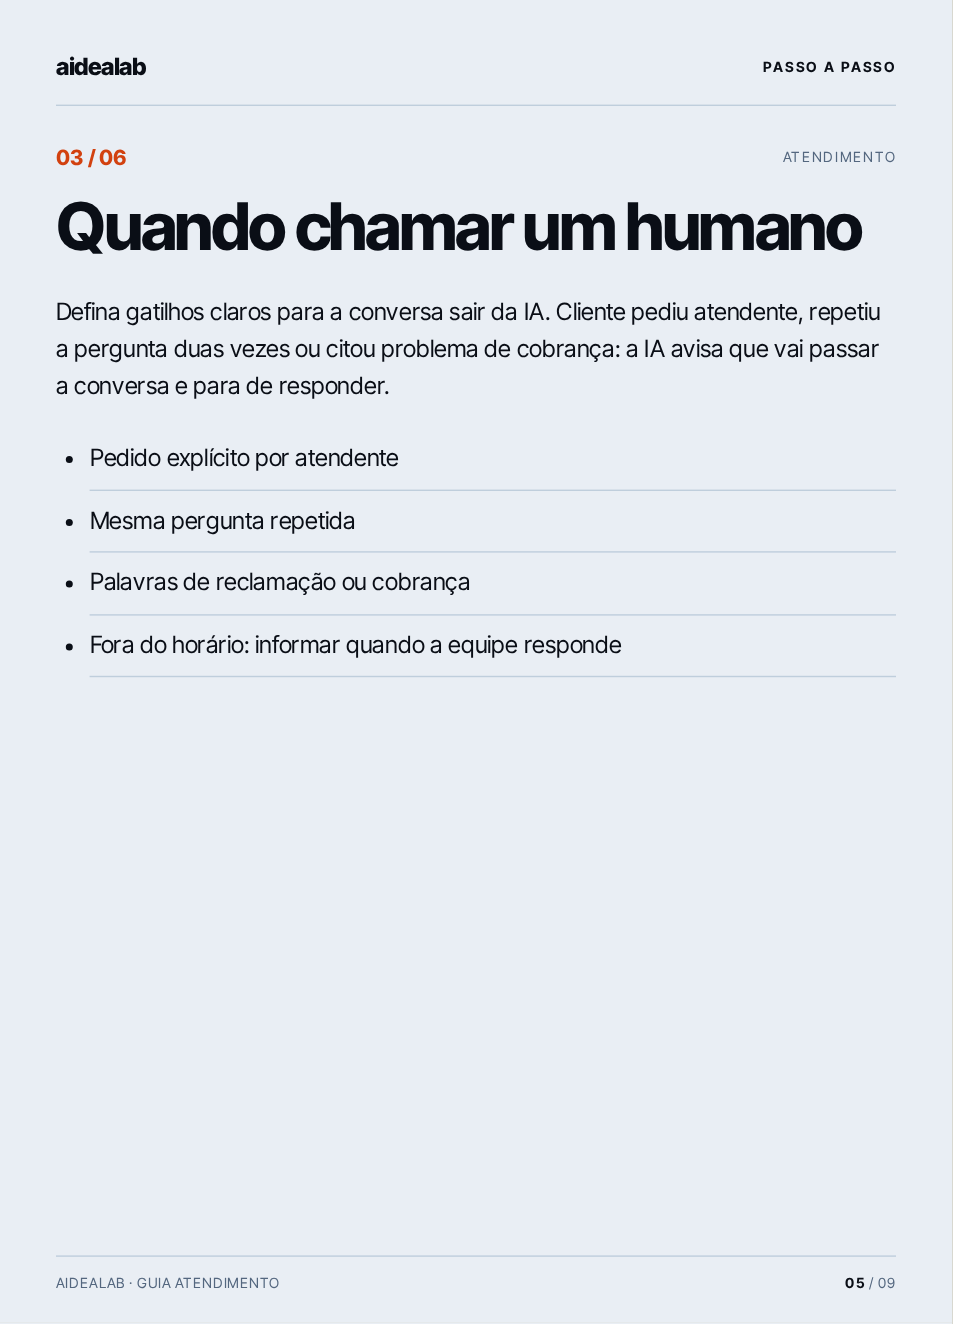 aidealab
PASSO A PASSO
03 / 06
ATENDIMENTO
Quando chamar um humano
Defina gatilhos claros para a conversa sair da IA. Cliente pediu atendente, repetiu
a pergunta duas vezes ou citou problema de cobrança: a IA avisa que vai passar
a conversa e para de responder.
• Pedido explícito por atendente
• Mesma pergunta repetida
• Palavras de reclamação ou cobrança
• Fora do horário: informar quando a equipe responde
AIDEALAB · GUIA ATENDIMENTO
05 / 09